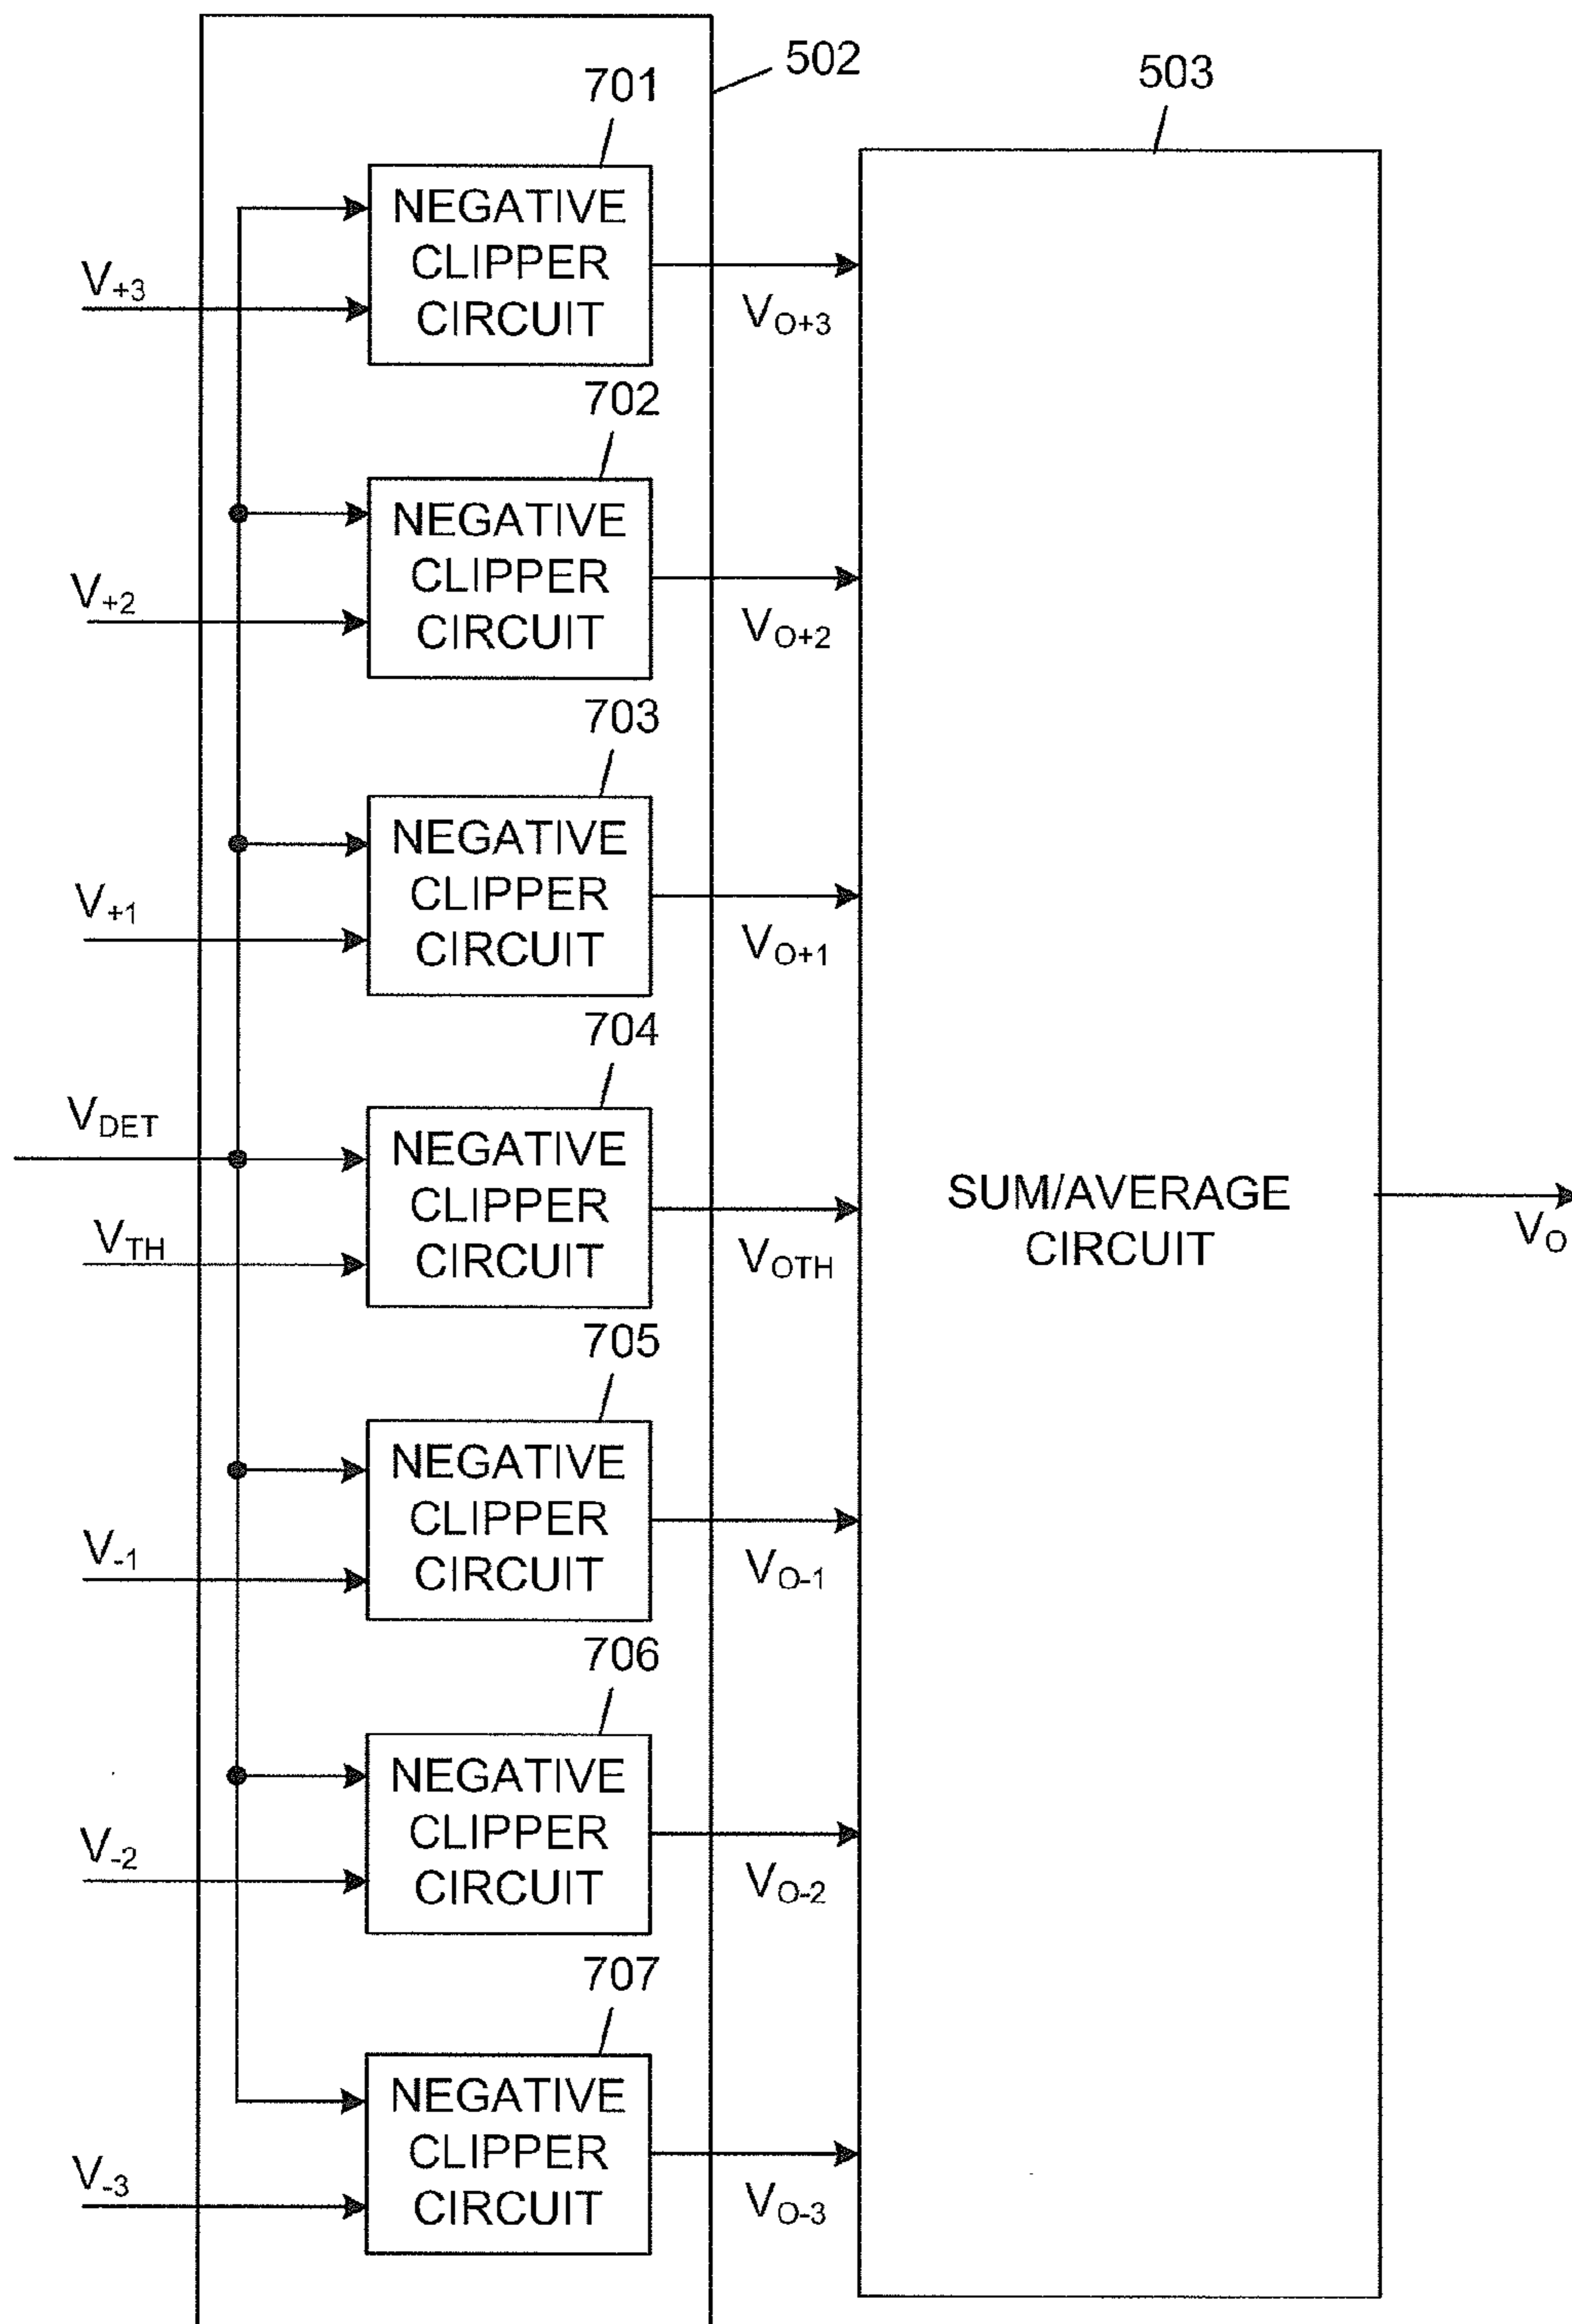 502
503
701
NEGATIVE
CLIPPER
CIRCUIT
V+3
VO+3
702
NEGATIVE
CLIPPER
CIRCUIT
V+2
VO+2
703
NEGATIVE
CLIPPER
CIRCUIT
V+1
VO+1
704
NEGATIVE
CLIPPER
CIRCUIT
VDET
VTH
VOTH
SUM/AVERAGE
CIRCUIT
VO
705
NEGATIVE
CLIPPER
CIRCUIT
V-1
VO-1
706
NEGATIVE
CLIPPER
CIRCUIT
V-2
VO-2
707
NEGATIVE
CLIPPER
CIRCUIT
V-3
VO-3